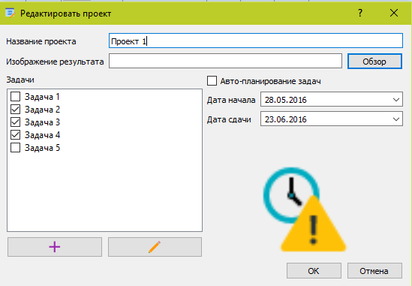 Редактировать проект
Название проекта
Проект 1
Изображение результата
Обзор
Задачи
Авто-планирование задач
Задача 1
Задача 2
Задача 3
Задача 4
Задача 5
Дата начала
28.05.2016
Дата сдачи
23.06.2016
ОК
Отмена